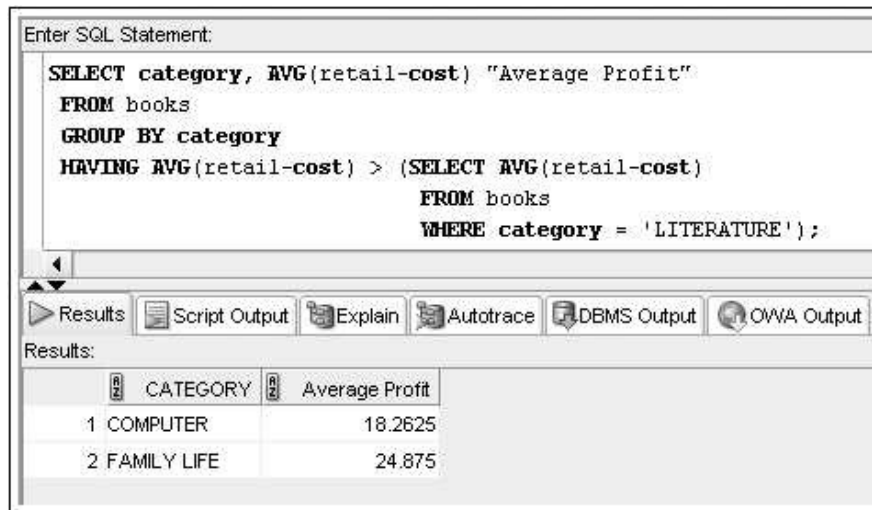 Enter SQL Statement:
SELECT category, AVG(retail-cost) "Average Profit"
FROM books
GROUP BY category
HAVING AVG(retail-cost) > (SELECT AVG(retail-cost)
FROM books
WHERE category = 'LITERATURE');
Results Script Output Explain Autotrace DBMS Output OWA Output
Results:
CATEGORY Average Profit
1 COMPUTER 18.2625
2 FAMILY LIFE 24.875